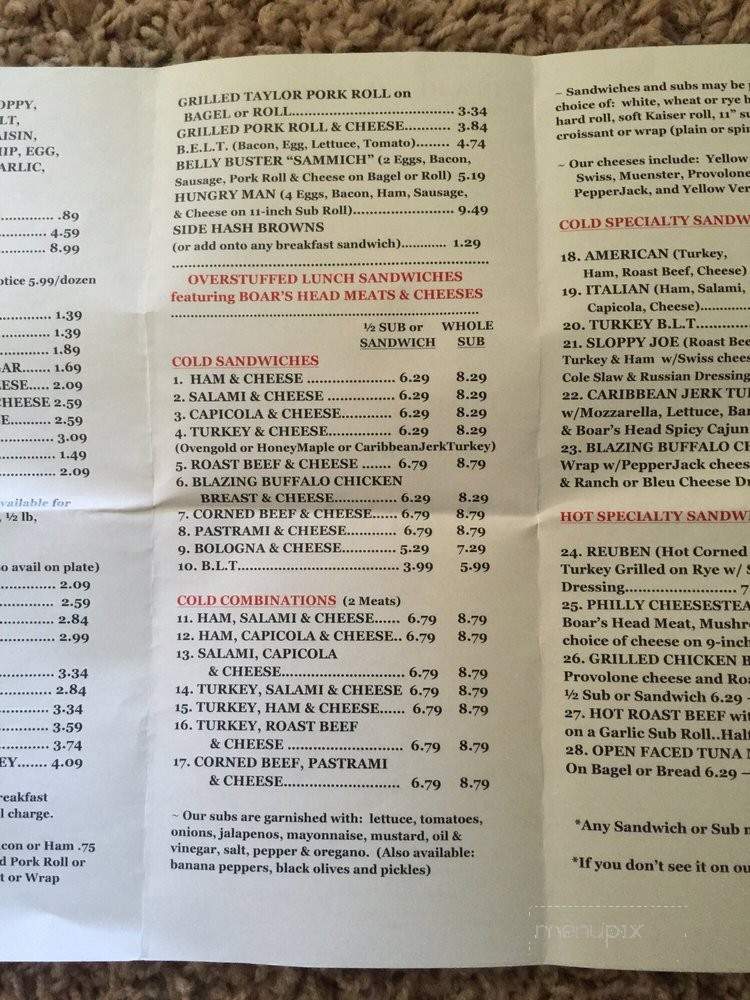 OPPY,
LT,
AISIN,
HIP, EGG,
GARLIC,
.............. .89
.............. 4.59
.............. 8.99
otice 5.99/dozen
.............. 1.39
.............. 1.39
.............. 1.89
GAR....... 1.69
ESE..... 2.09
CHEESE 2.59
E......... 2.59
.............. 3.09
.............. 1.49
.............. 2.09
available for
, ½ lb,
so avail on plate)
.............. 2.09
.............. 2.59
.............. 2.84
.............. 2.99
.............. 3.34
.............. 2.84
.............. 3.34
.............. 3.59
.............. 3.74
EY....... 4.09
reakfast
l charge.
acon or Ham .75
d Pork Roll or
t or Wrap
GRILLED TAYLOR PORK ROLL on
BAGEL or ROLL.................................. 3.34
GRILLED PORK ROLL & CHEESE........... 3.84
B.E.L.T. (Bacon, Egg, Lettuce, Tomato)........ 4.74
BELLY BUSTER “SAMMICH” (2 Eggs, Bacon,
Sausage, Pork Roll & Cheese on Bagel or Roll) 5.19
HUNGRY MAN (4 Eggs, Bacon, Ham, Sausage,
& Cheese on 11-inch Sub Roll)........................ 9.49
SIDE HASH BROWNS
(or add onto any breakfast sandwich)............ 1.29
OVERSTUFFED LUNCH SANDWICHES
featuring BOAR'S HEAD MEATS & CHEESES
½ SUB or WHOLE
SANDWICH SUB
COLD SANDWICHES
1. HAM & CHEESE ..................... 6.29 8.29
2. SALAMI & CHEESE ................ 6.29 8.29
3. CAPICOLA & CHEESE............ 6.29 8.29
4. TURKEY & CHEESE............... 6.29 8.29
(Ovengold or HoneyMaple or CaribbeanJerkTurkey)
5. ROAST BEEF & CHEESE ....... 6.79 8.79
6. BLAZING BUFFALO CHICKEN
BREAST & CHEESE............... 6.29 8.29
7. CORNED BEEF & CHEESE...... 6.79 8.79
8. PASTRAMI & CHEESE............ 6.79 8.79
9. BOLOGNA & CHEESE............. 5.29 7.29
10. B.L.T...................................... 3.99 5.99
COLD COMBINATIONS (2 Meats)
11. HAM, SALAMI & CHEESE...... 6.79 8.79
12. HAM, CAPICOLA & CHEESE.. 6.79 8.79
13. SALAMI, CAPICOLA
& CHEESE............................. 6.79 8.79
14. TURKEY, SALAMI & CHEESE 6.79 8.79
15. TURKEY, HAM & CHEESE...... 6.79 8.79
16. TURKEY, ROAST BEEF
& CHEESE ........................... 6.79 8.79
17. CORNED BEEF, PASTRAMI
& CHEESE............................ 6.79 8.79
~ Our subs are garnished with: lettuce, tomatoes,
onions, jalapenos, mayonnaise, mustard, oil &
vinegar, salt, pepper & oregano. (Also available:
banana peppers, black olives and pickles)
~ Sandwiches and subs may be
choice of: white, wheat or rye b
hard roll, soft Kaiser roll, 11” su
croissant or wrap (plain or spin
~ Our cheeses include: Yellow
Swiss, Muenster, Provolone
PepperJack, and Yellow Ver
COLD SPECIALTY SANDW
18. AMERICAN (Turkey,
Ham, Roast Beef, Cheese)
19. ITALIAN (Ham, Salami,
Capicola, Cheese)............
20. TURKEY B.L.T............
21. SLOPPY JOE (Roast Bee
Turkey & Ham w/Swiss chees
Cole Slaw & Russian Dressing
22. CARIBBEAN JERK TU
w/Mozzarella, Lettuce, Ban
& Boar's Head Spicy Cajun
23. BLAZING BUFFALO CH
Wrap w/PepperJack chees
& Ranch or Bleu Cheese Dr
HOT SPECIALTY SANDWI
24. REUBEN (Hot Corned
Turkey Grilled on Rye w/ S
Dressing........................ 7
25. PHILLY CHEESESTEA
Boar's Head Meat, Mushro
choice of cheese on 9-inch
26. GRILLED CHICKEN B
Provolone cheese and Roa
½ Sub or Sandwich 6.29 –
27. HOT ROAST BEEF wit
on a Garlic Sub Roll..Half
28. OPEN FACED TUNA M
On Bagel or Bread 6.29 –
*Any Sandwich or Sub m
*If you don't see it on ou
menupix